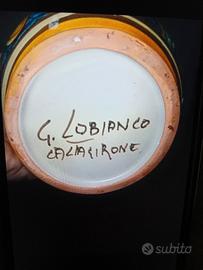 G. LOBIANCO
CALTAGIRONE
subito